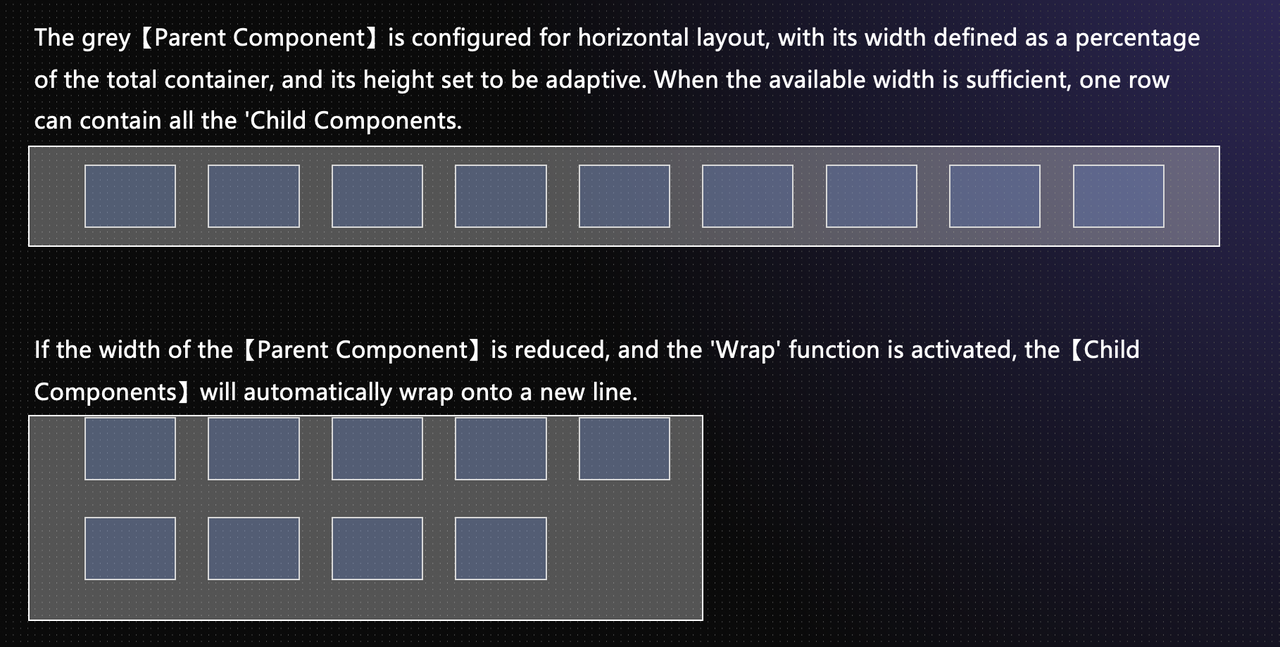 The grey【Parent Component】is configured for horizontal layout, with its width defined as a percentage
of the total container, and its height set to be adaptive. When the available width is sufficient, one row
can contain all the 'Child Components.
If the width of the【Parent Component】is reduced, and the 'Wrap' function is activated, the【Child
Components】will automatically wrap onto a new line.